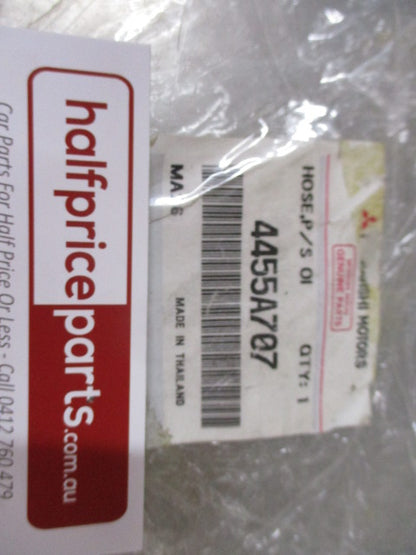 halfpriceparts.com.au
Car Parts For Half Price Or Less - Call 0412 760 479
MOTORS
GENUINE PARTS
HOSE,P/S OI QTY: 1
4455A707
MADE IN THAILAND